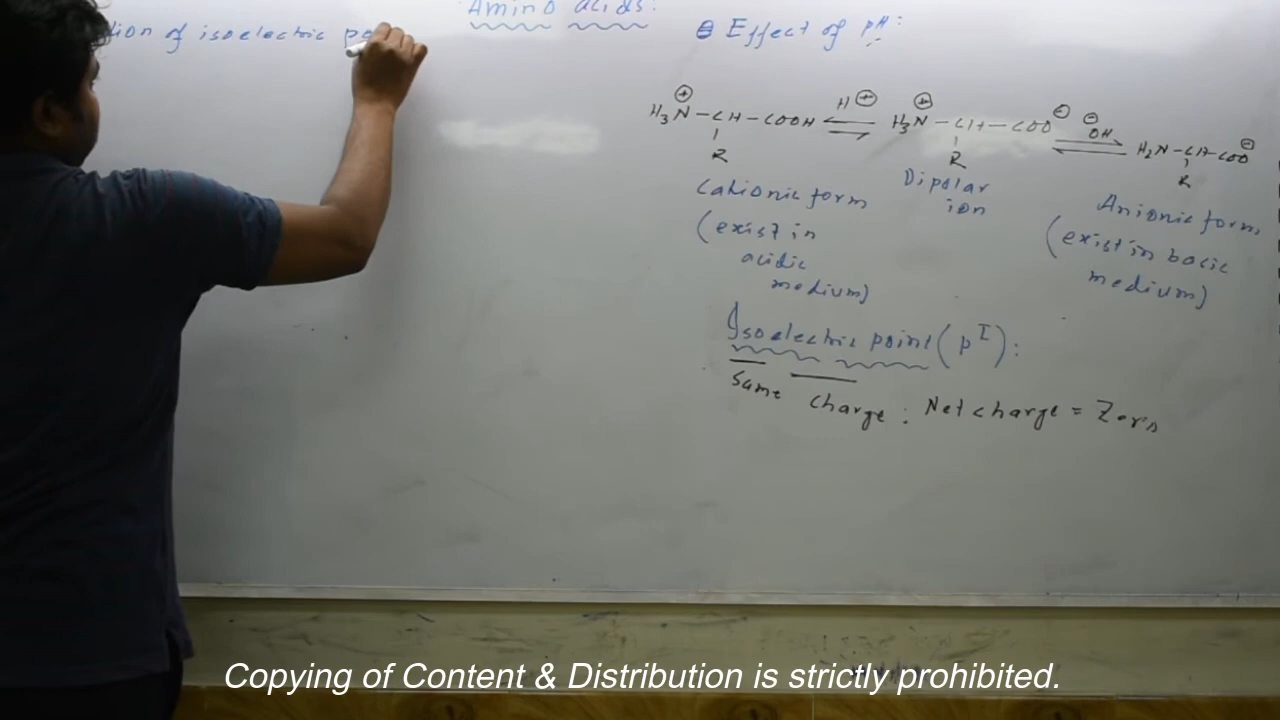 Amino acids:
tion of isoelectric po
Effect of pH:
H3N⊕-CH-COOH ⇌ H⊕ H3N⊕-CH-COO⊖ ⊖OH ⇌ H2N-CH-COO⊖
R R R
Cationic form
(exist in
acidic
medium)
Dipolar
ion
Anionic form
(exist in basic
medium)
Isoelectric point (pI):
Same charge: Net charge = Zero
Copying of Content & Distribution is strictly prohibited.